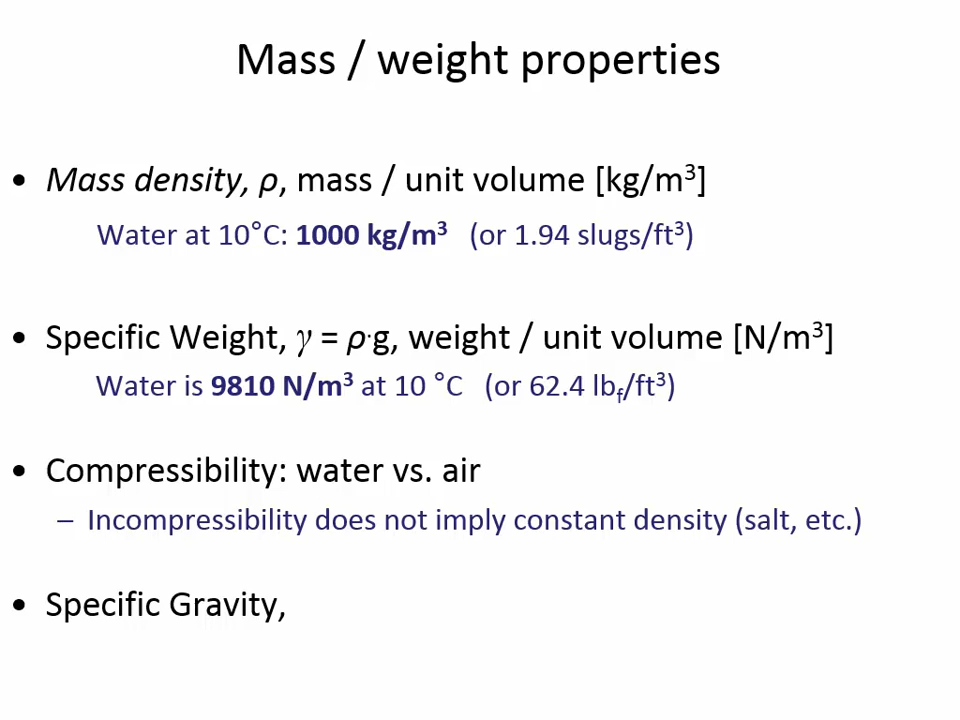 Mass / weight properties
• Mass density, ρ, mass / unit volume [kg/m³]
Water at 10°C: 1000 kg/m³ (or 1.94 slugs/ft³)
• Specific Weight, γ = ρ·g, weight / unit volume [N/m³]
Water is 9810 N/m³ at 10 °C (or 62.4 lb_f/ft³)
• Compressibility: water vs. air
– Incompressibility does not imply constant density (salt, etc.)
• Specific Gravity,